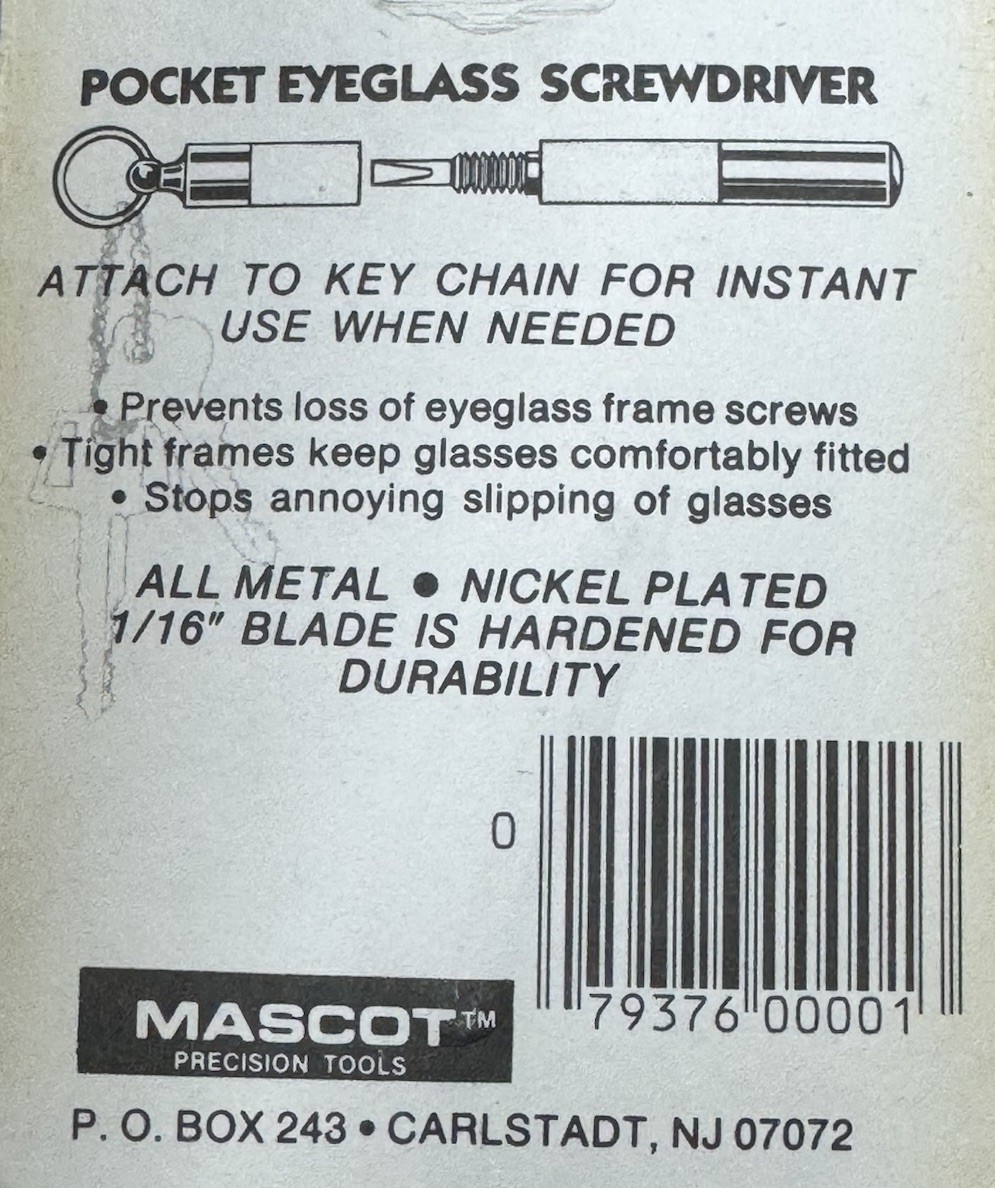 POCKET EYEGLASS SCREWDRIVER
ATTACH TO KEY CHAIN FOR INSTANT
USE WHEN NEEDED
• Prevents loss of eyeglass frame screws
• Tight frames keep glasses comfortably fitted
• Stops annoying slipping of glasses
ALL METAL ● NICKEL PLATED
1/16" BLADE IS HARDENED FOR
DURABILITY
0
79376 00001
MASCOT™
PRECISION TOOLS
P. O. BOX 243 • CARLSTADT, NJ 07072